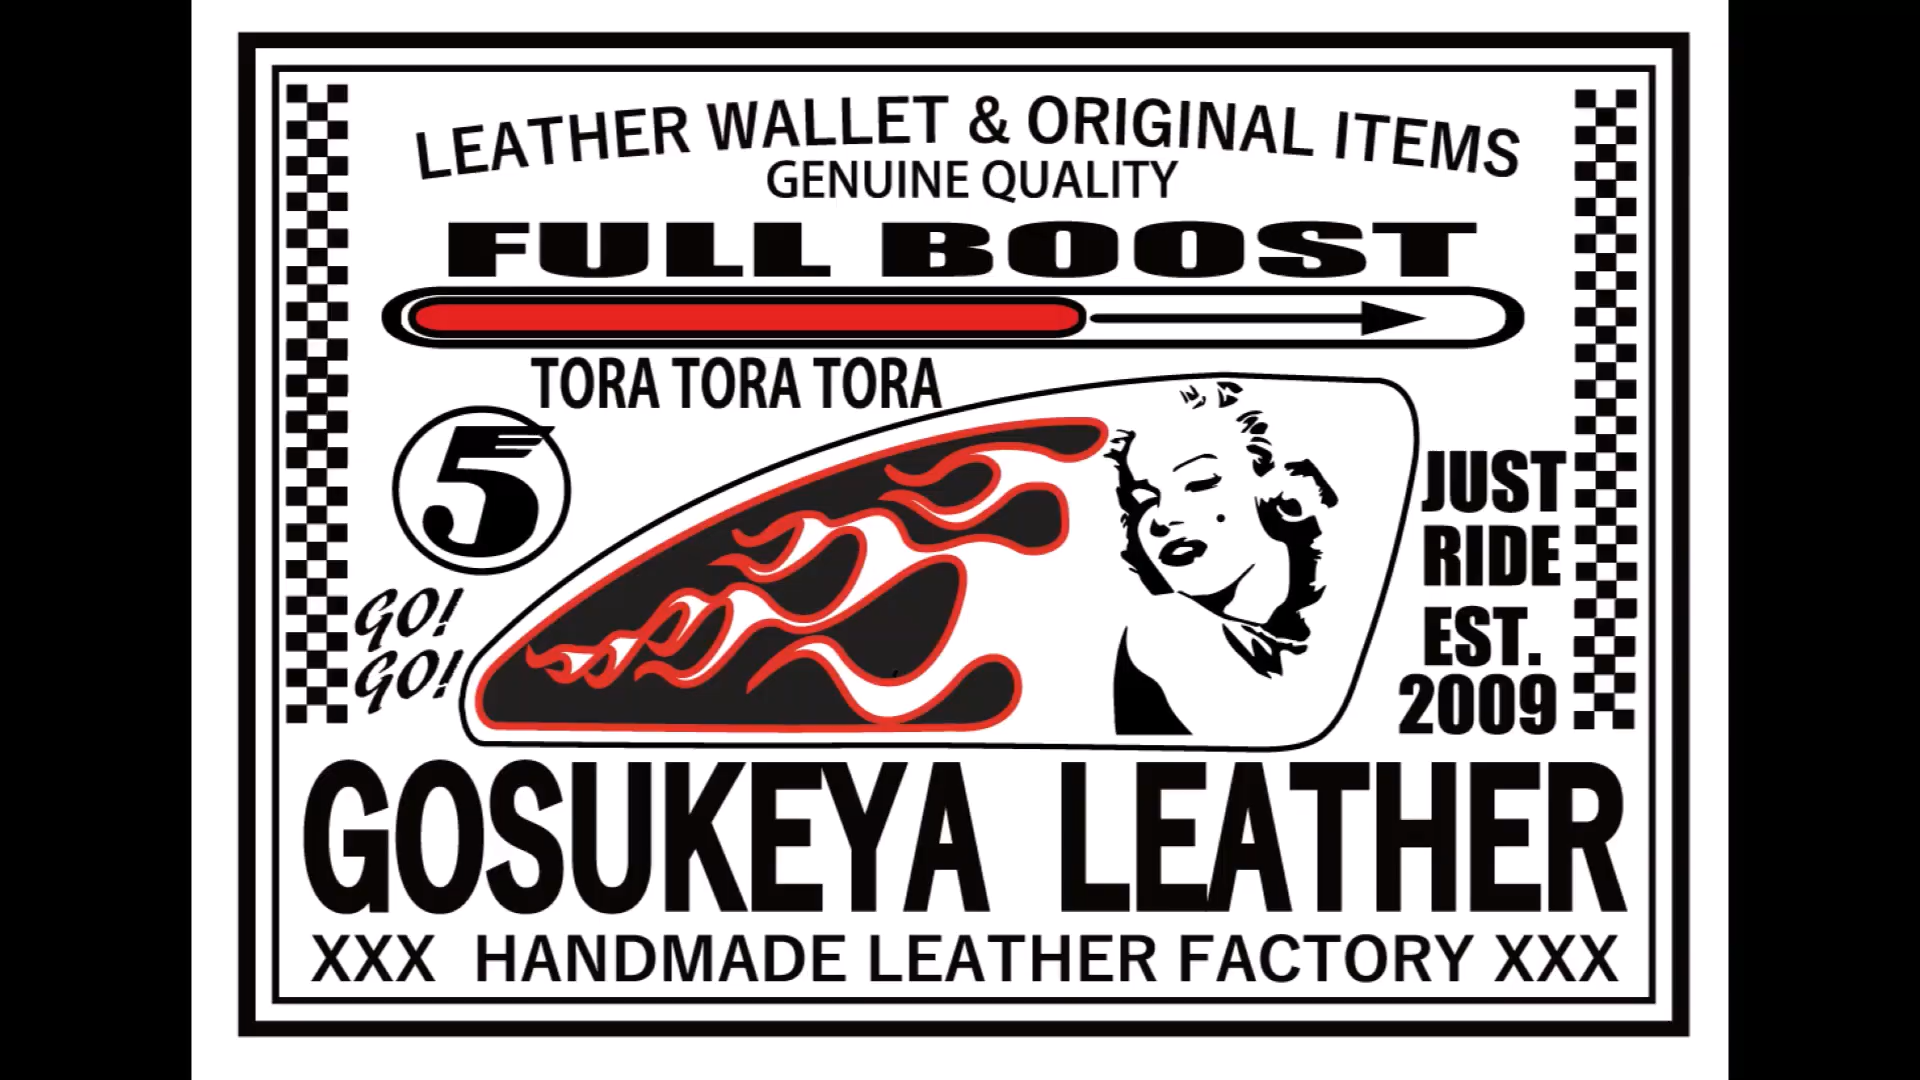 LEATHER WALLET & ORIGINAL ITEMS
GENUINE QUALITY
FULL BOOST
TORA TORA TORA
5
GO!
GO!
JUST
RIDE
EST.
2009
GOSUKEYA LEATHER
XXX HANDMADE LEATHER FACTORY XXX